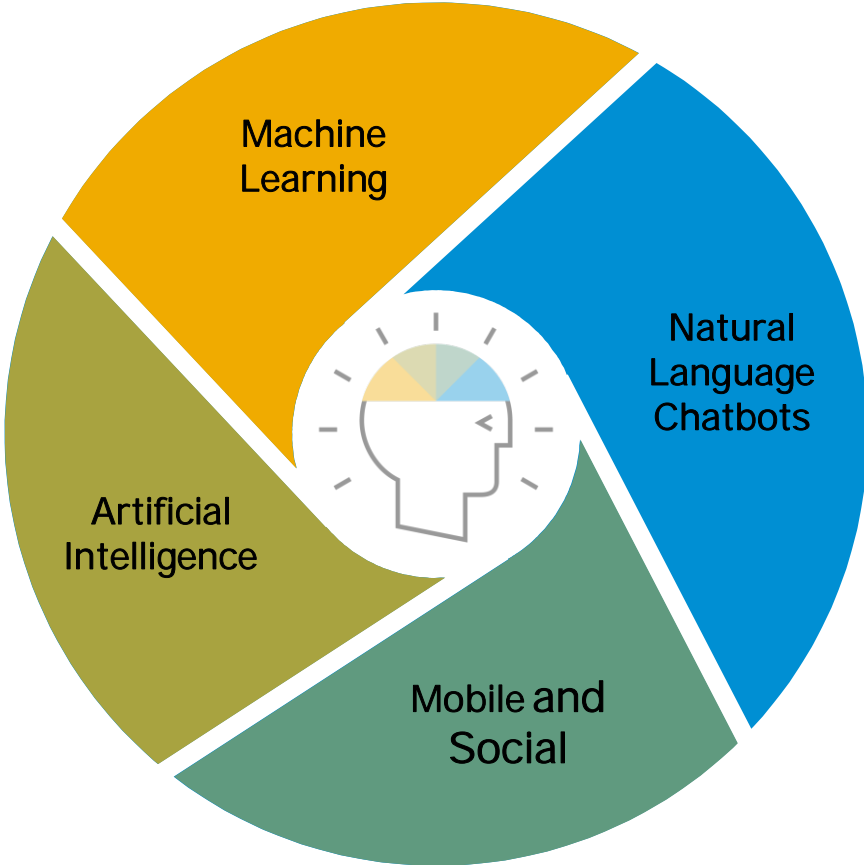 Machine
Learning
Natural
Language
Chatbots
Artificial
Intelligence
Mobile and
Social